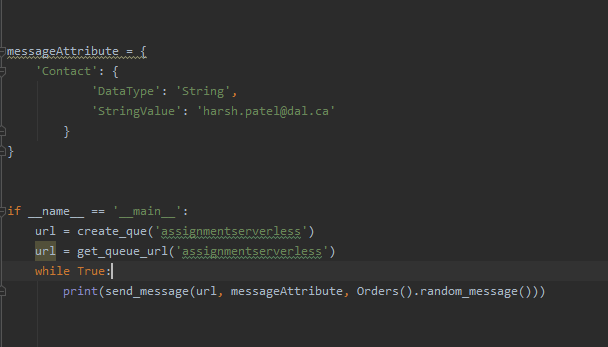 messageAttribute = {
    'Contact': {
            'DataType': 'String',
            'StringValue': 'harsh.patel@dal.ca'
        }
}
if __name__ == '__main__':
    url = create_que('assignmentserverless')
    url = get_queue_url('assignmentserverless')
    while True:
        print(send_message(url, messageAttribute, Orders().random_message()))